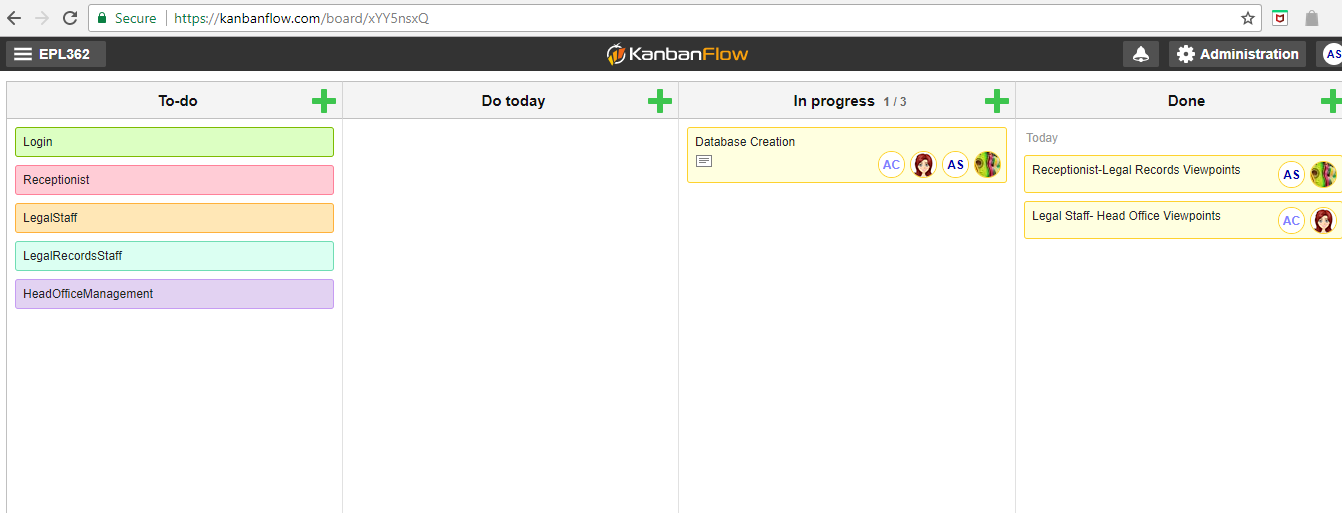 Secure https://kanbanflow.com/board/xYY5nsxQ
EPL362
KanbanFlow
Administration
AS
To-do
Do today
In progress 1 / 3
Done
Login
Receptionist
LegalStaff
LegalRecordsStaff
HeadOfficeManagement
Database Creation
AC AS
Today
Receptionist-Legal Records Viewpoints
AS
Legal Staff- Head Office Viewpoints
AC